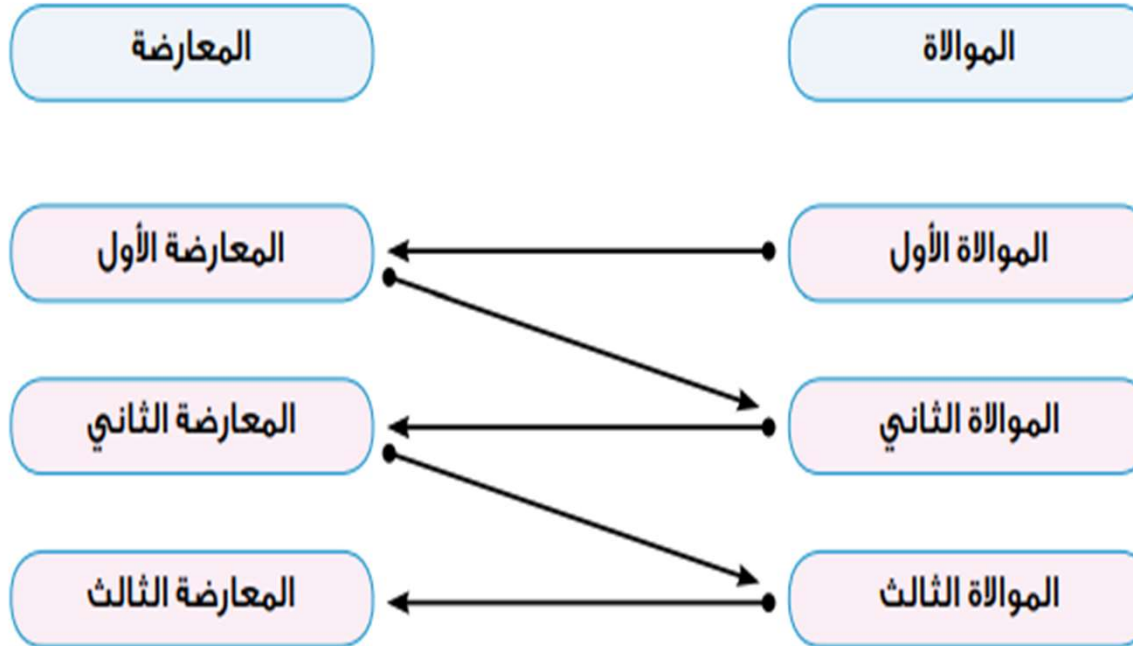 الموالاة
المعارضة
الموالاة الأول
المعارضة الأول
الموالاة الثاني
المعارضة الثاني
الموالاة الثالث
المعارضة الثالث